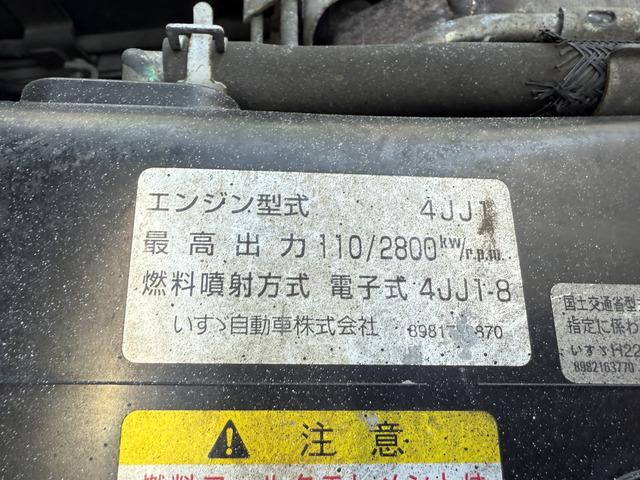 エンジン型式 4JJ1
最高出力 110/2800kW/r.p.m.
燃料噴射方式 電子式 4JJ1-8
いすゞ自動車株式会社
国土交通省型
指定に係わ
いすゞH22
8982163770
注意